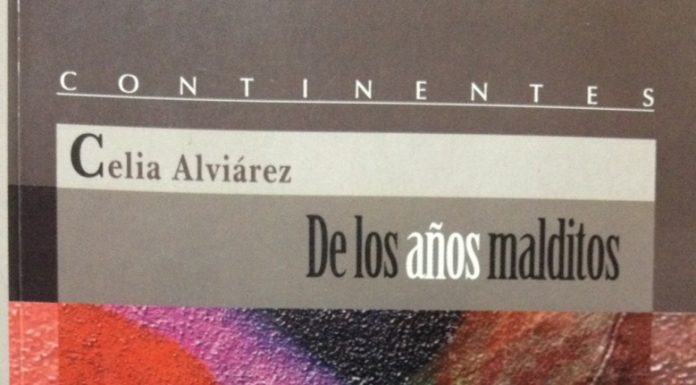 CONTINENTES
Celia Alviárez
De los años malditos